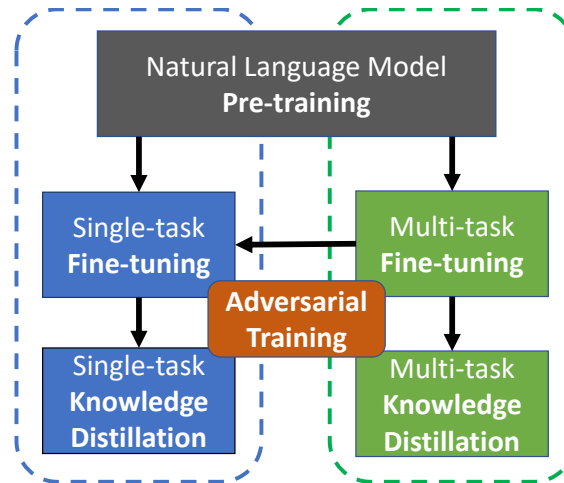 Natural Language Model
Pre-training
Single-task
Fine-tuning
Multi-task
Fine-tuning
Adversarial
Training
Single-task
Knowledge
Distillation
Multi-task
Knowledge
Distillation